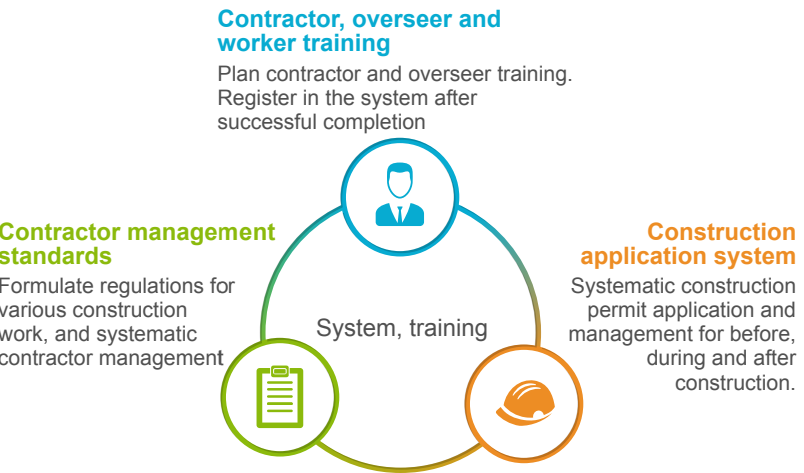 Contractor, overseer and
worker training
Plan contractor and overseer training.
Register in the system after
successful completion
Contractor management
standards
Formulate regulations for
various construction
work, and systematic
contractor management
System, training
Construction
application system
Systematic construction
permit application and
management for before,
during and after
construction.